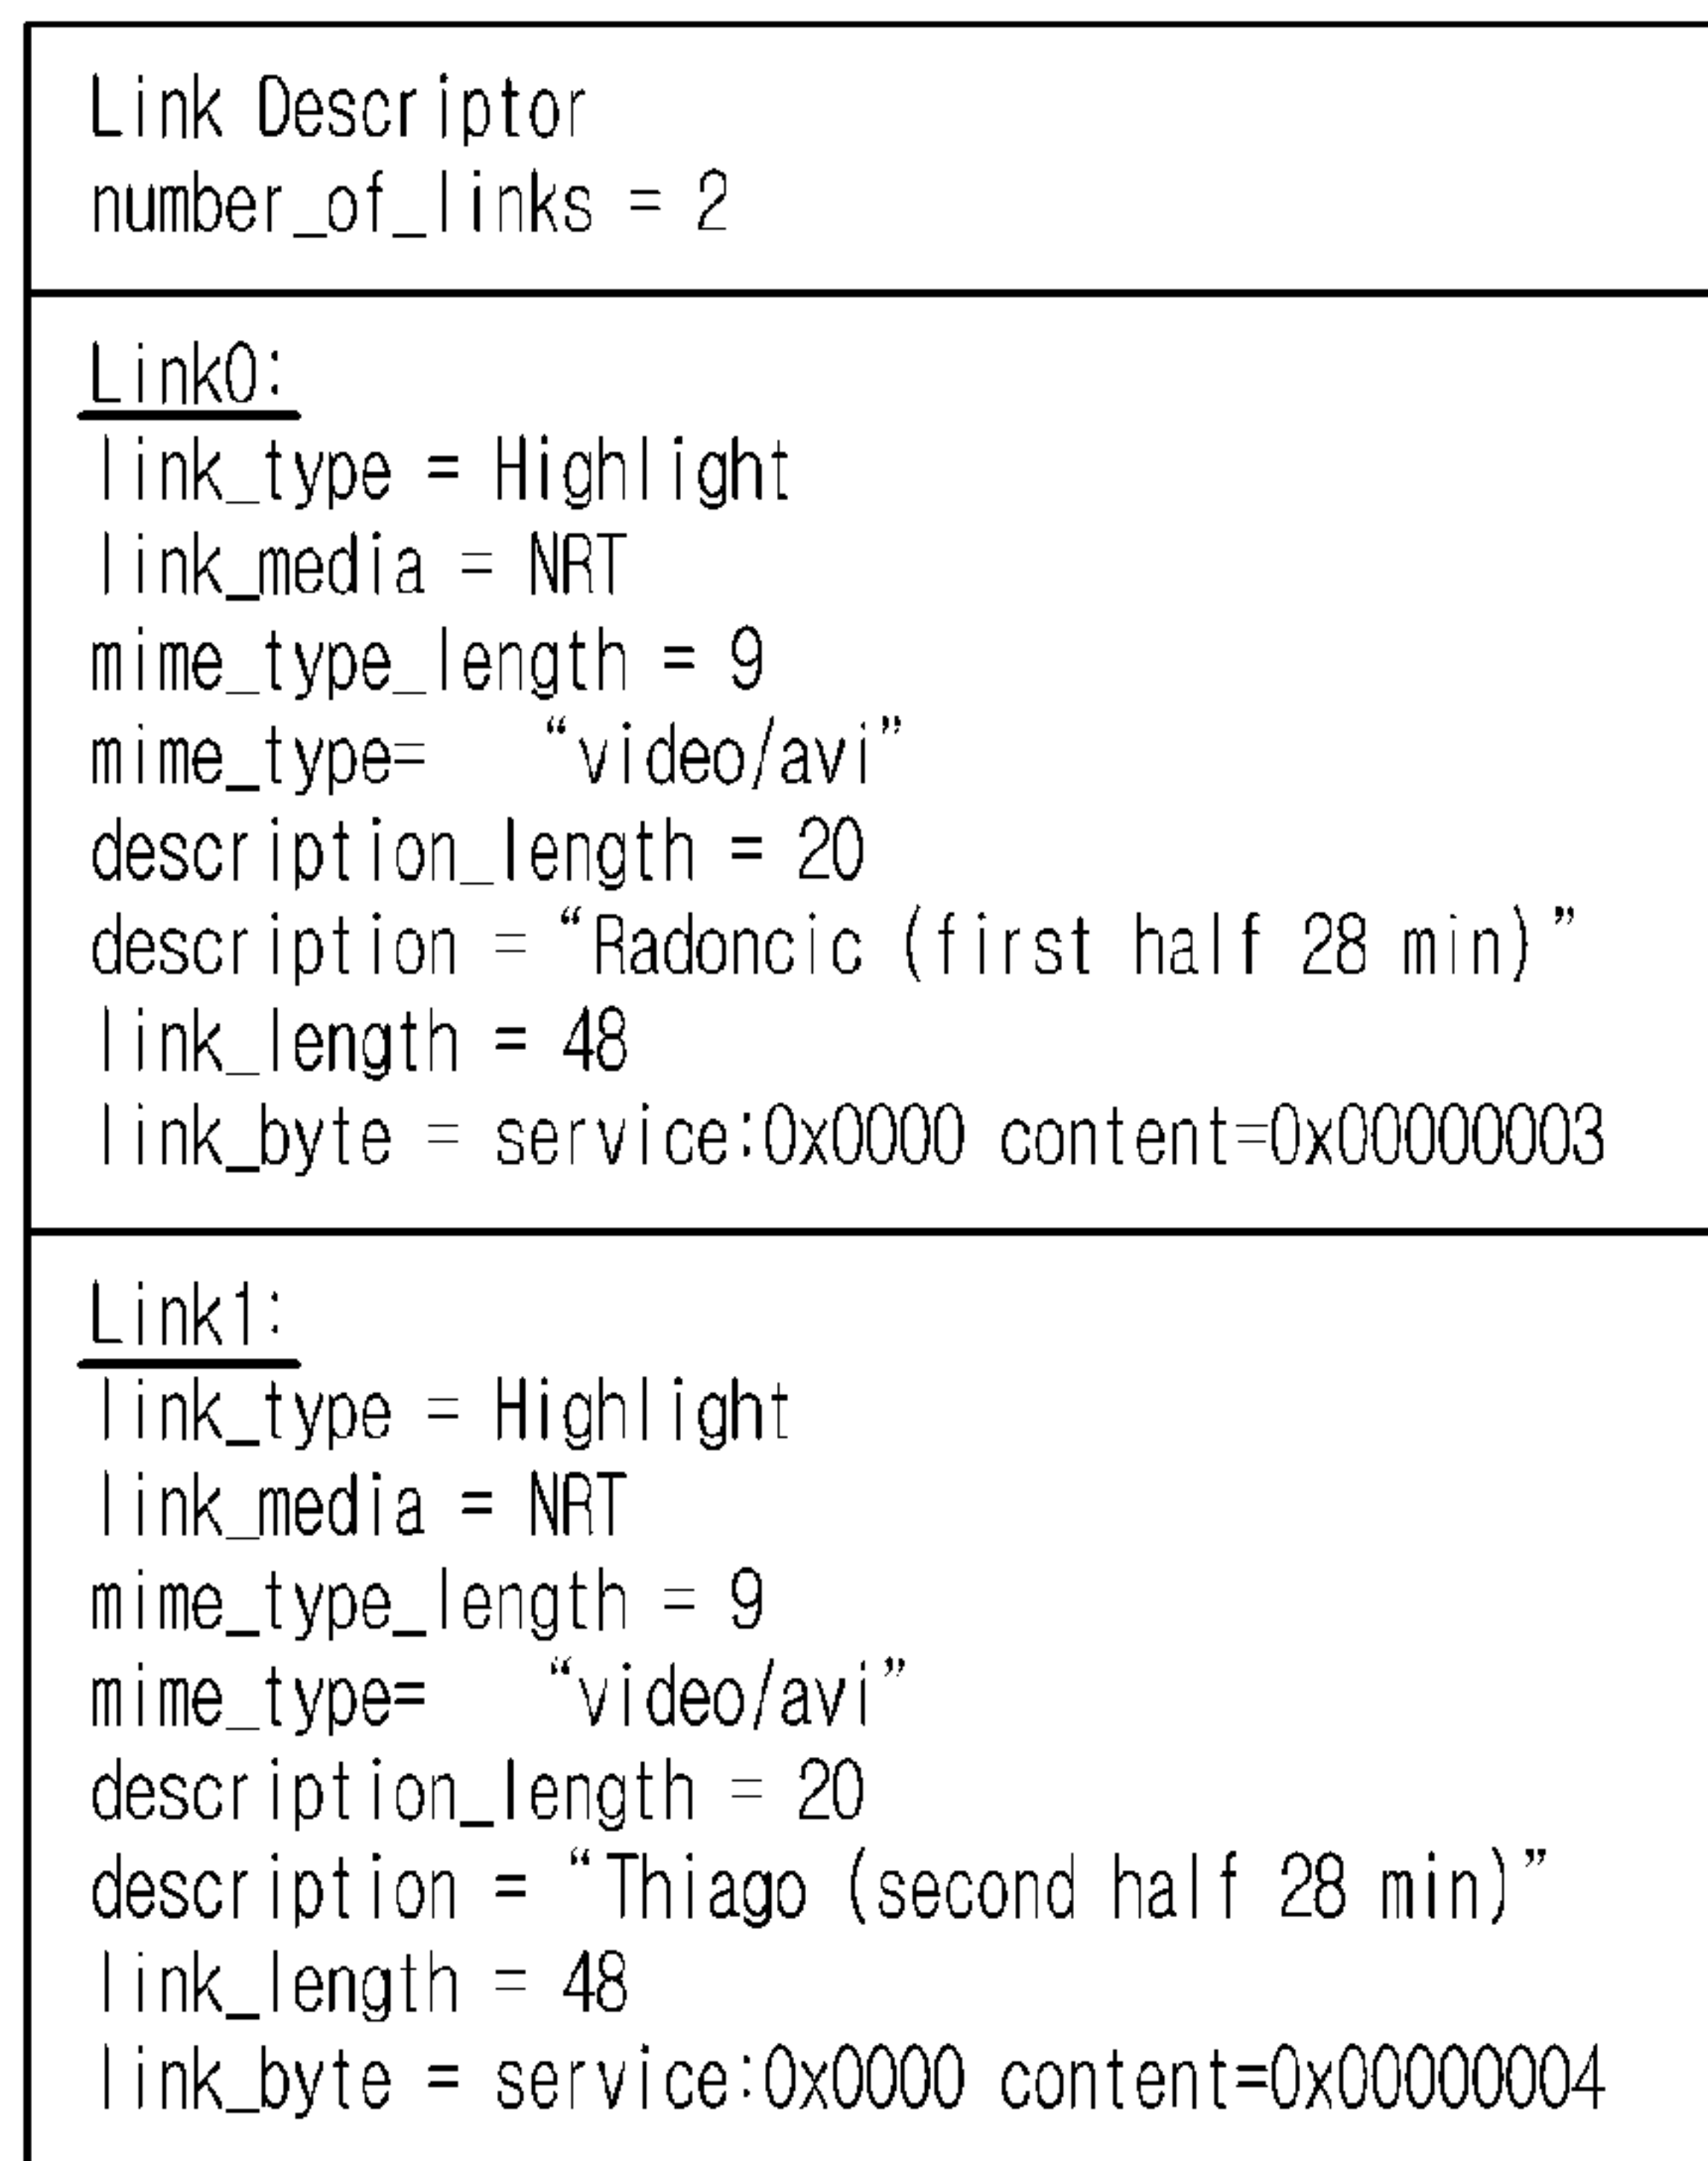 Link Descriptor
number_of_links = 2
Link0:
link_type = Highlight
link_media = NRT
mime_type_length = 9
mime_type= “video/avi”
description_length = 20
description = “Radoncic (first half 28 min)”
link_length = 48
link_byte = service:0x0000 content=0x00000003
Link1:
link_type = Highlight
link_media = NRT
mime_type_length = 9
mime_type= “video/avi”
description_length = 20
description = “Thiago (second half 28 min)”
link_length = 48
link_byte = service:0x0000 content=0x00000004